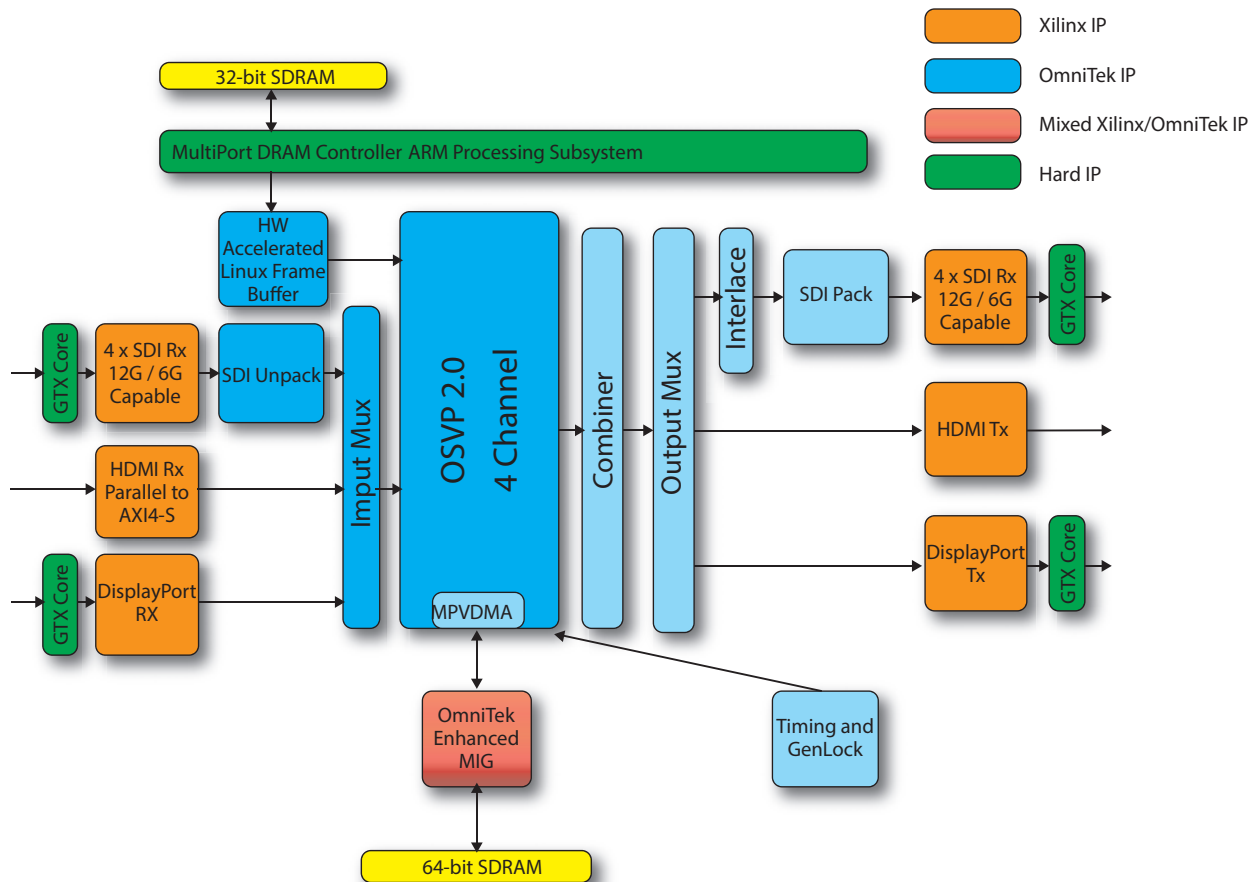 Xilinx IP
OmniTek IP
Mixed Xilinx/OmniTek IP
Hard IP
32-bit SDRAM
MultiPort DRAM Controller ARM Processing Subsystem
HW
Accelerated
Linux Frame
Buffer
GTX Core
4 x SDI Rx
12G / 6G
Capable
SDI Unpack
HDMI Rx
Parallel to
AXI4-S
GTX Core
DisplayPort
RX
Imput Mux
OSVP 2.0
4 Channel
MPVDMA
Combiner
Output Mux
Interlace
SDI Pack
4 x SDI Rx
12G / 6G
Capable
GTX Core
HDMI Tx
DisplayPort
Tx
GTX Core
OmniTek
Enhanced
MIG
Timing and
GenLock
64-bit SDRAM